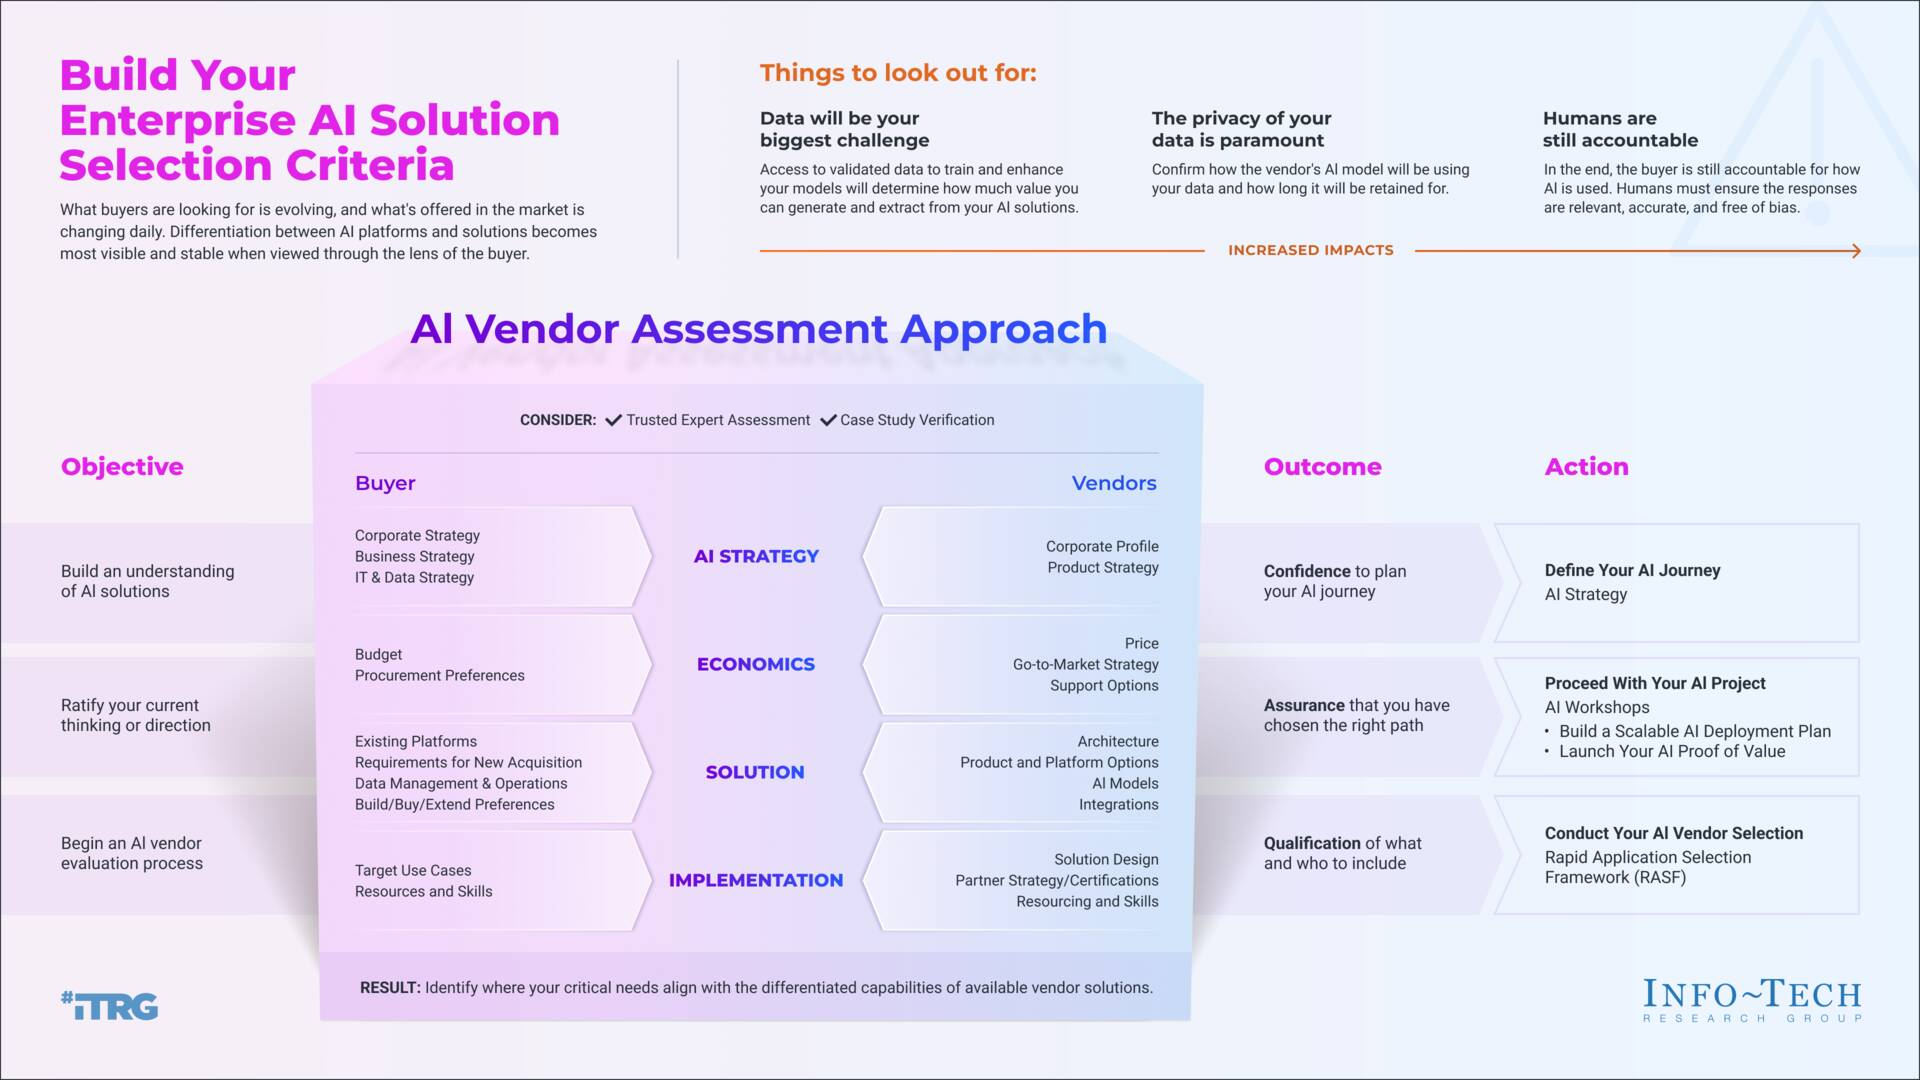 Build Your
Enterprise AI Solution
Selection Criteria
What buyers are looking for is evolving, and what's offered in the market is
changing daily. Differentiation between AI platforms and solutions becomes
most visible and stable when viewed through the lens of the buyer.
Things to look out for:
Data will be your
biggest challenge
Access to validated data to train and enhance
your models will determine how much value you
can generate and extract from your AI solutions.
The privacy of your
data is paramount
Confirm how the vendor's AI model will be using
your data and how long it will be retained for.
Humans are
still accountable
In the end, the buyer is still accountable for how
AI is used. Humans must ensure the responses
are relevant, accurate, and free of bias.
INCREASED IMPACTS
AI Vendor Assessment Approach
CONSIDER: ✓ Trusted Expert Assessment ✓ Case Study Verification
Objective
Build an understanding
of AI solutions
Ratify your current
thinking or direction
Begin an AI vendor
evaluation process
Buyer
Vendors
Corporate Strategy
Business Strategy
IT & Data Strategy
AI STRATEGY
Corporate Profile
Product Strategy
Budget
Procurement Preferences
ECONOMICS
Price
Go-to-Market Strategy
Support Options
Existing Platforms
Requirements for New Acquisition
Data Management & Operations
Build/Buy/Extend Preferences
SOLUTION
Architecture
Product and Platform Options
AI Models
Integrations
Target Use Cases
Resources and Skills
IMPLEMENTATION
Solution Design
Partner Strategy/Certifications
Resourcing and Skills
RESULT: Identify where your critical needs align with the differentiated capabilities of available vendor solutions.
Outcome
Confidence to plan
your AI journey
Assurance that you have
chosen the right path
Qualification of what
and who to include
Action
Define Your AI Journey
AI Strategy
Proceed With Your AI Project
AI Workshops
• Build a Scalable AI Deployment Plan
• Launch Your AI Proof of Value
Conduct Your AI Vendor Selection
Rapid Application Selection
Framework (RASF)
#iTRG
INFO~TECH
RESEARCH GROUP